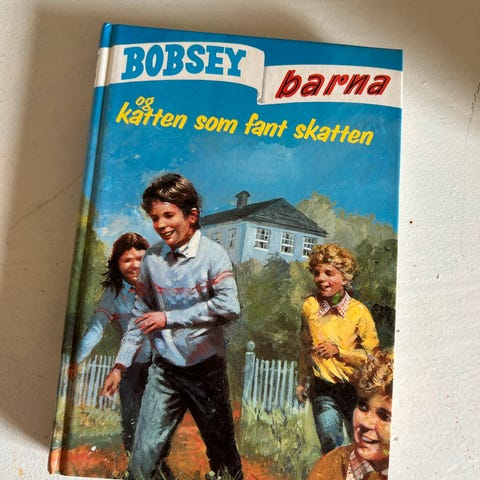 BOBSEY barna
og
katten som fant skatten